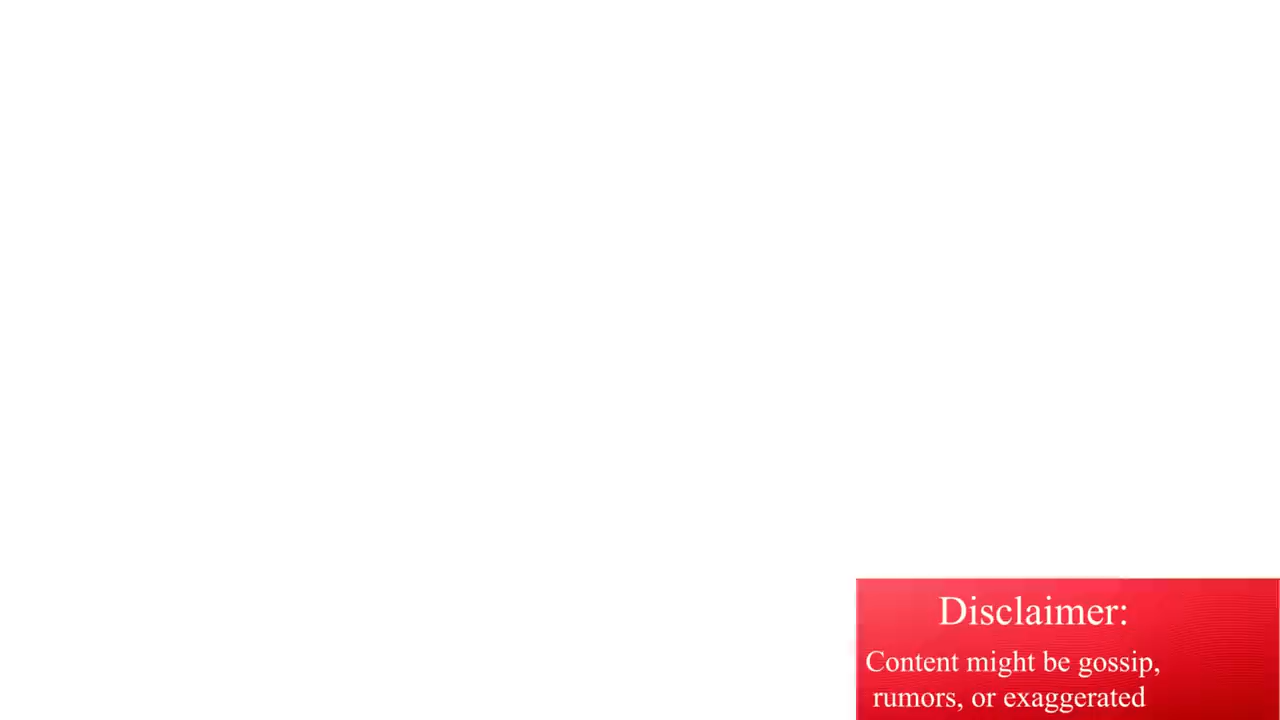 Disclaimer:
Content might be gossip,
rumors, or exaggerated